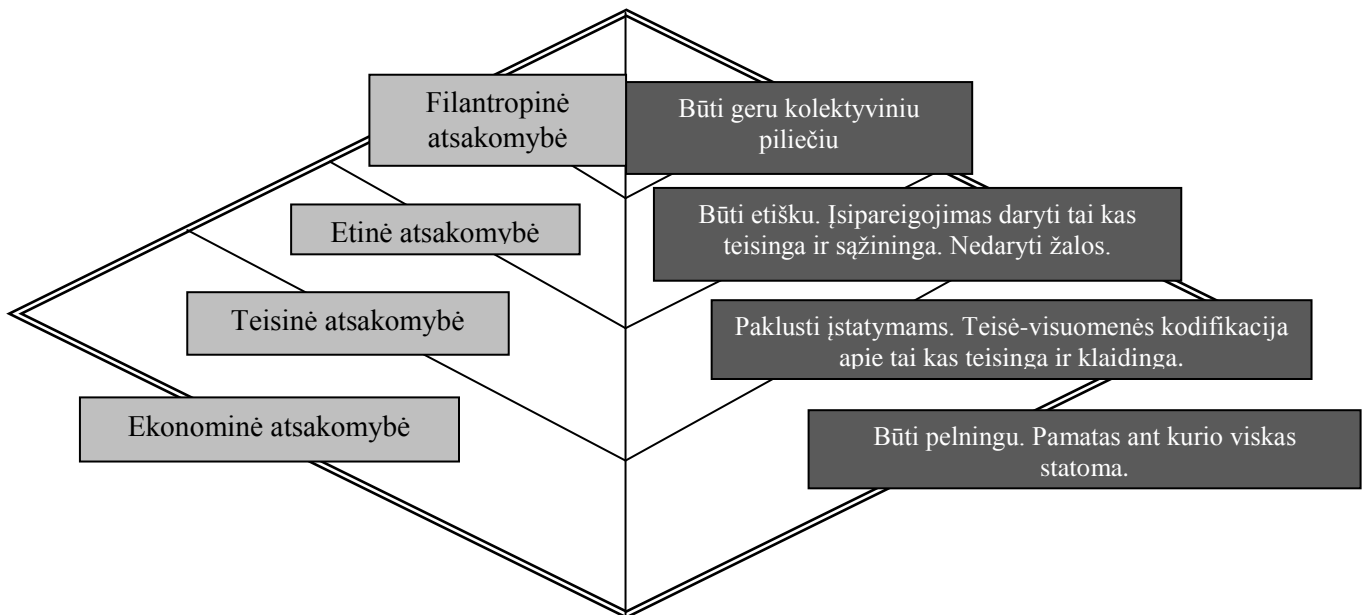 Filantropinė
atsakomybė
Būti geru kolektyviniu
piliečiu
Etinė atsakomybė
Būti etišku. Įsipareigojimas daryti tai kas
teisinga ir sąžininga. Nedaryti žalos.
Teisinė atsakomybė
Paklusti įstatymams. Teisė-visuomenės kodifikacija
apie tai kas teisinga ir klaidinga.
Ekonominė atsakomybė
Būti pelningu. Pamatas ant kurio viskas
statoma.